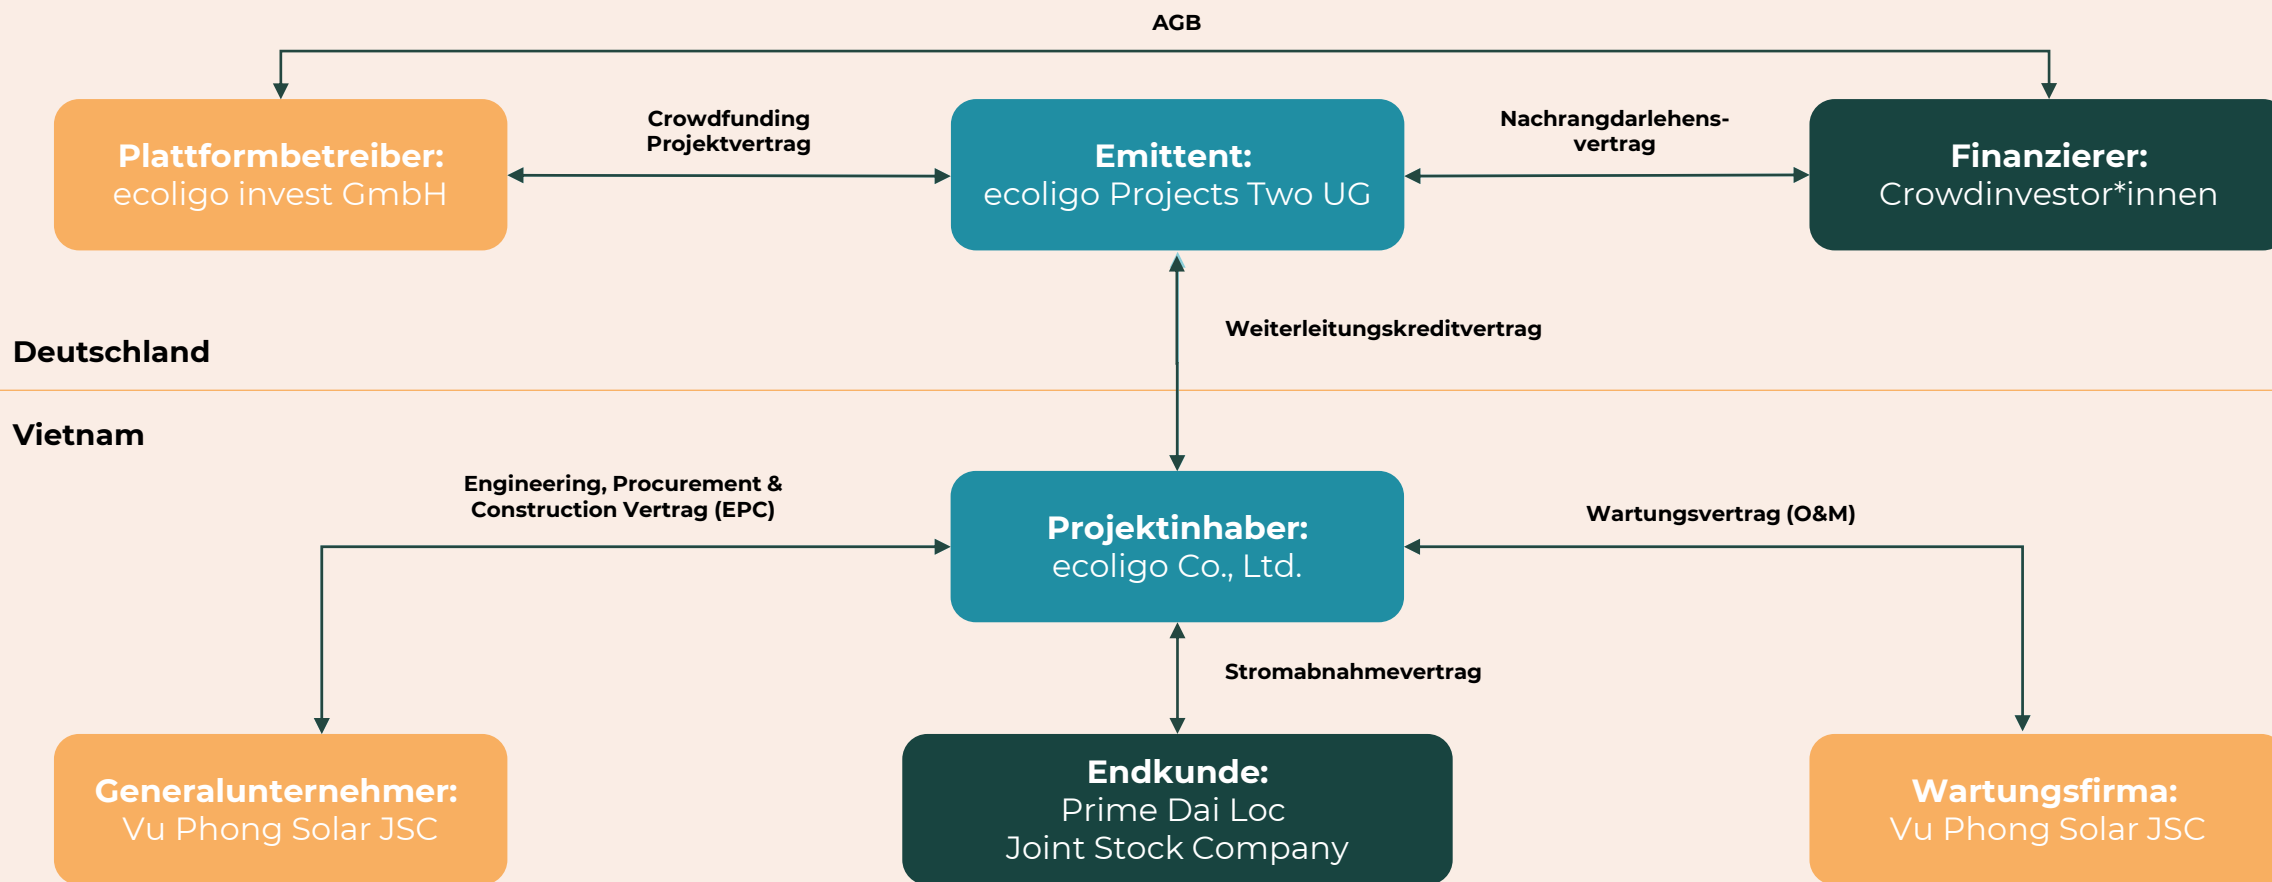 AGB
Plattformbetreiber:
ecoligo invest GmbH
Crowdfunding
Projektvertrag
Emittent:
ecoligo Projects Two UG
Nachrangdarlehens-
vertrag
Finanzierer:
Crowdinvestor*innen
Weiterleitungskreditvertrag
Deutschland
Vietnam
Engineering, Procurement &
Construction Vertrag (EPC)
Projektinhaber:
ecoligo Co., Ltd.
Wartungsvertrag (O&M)
Stromabnahmevertrag
Generalunternehmer:
Vu Phong Solar JSC
Endkunde:
Prime Dai Loc
Joint Stock Company
Wartungsfirma:
Vu Phong Solar JSC